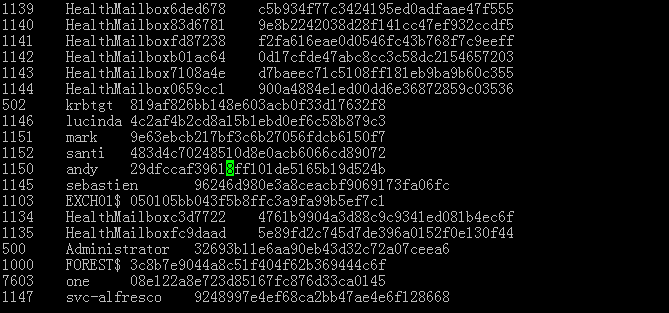 1139 HealthMailbox6ded678 c5b934f77c3424195ed0adfaae47f555
1140 HealthMailbox83d6781 9e8b2242038d28f141cc47ef932ccdf5
1141 HealthMailboxfd87238 f2fa616eae0d0546fc43b768f7c9eeff
1142 HealthMailboxb01ac64 0d17cfde47abc8cc3c58dc2154657203
1143 HealthMailbox7108a4e d7baeec71c5108ff181eb9ba9b60c355
1144 HealthMailbox0659cc1 900a4884e1ed00dd6e36872859c03536
502 krbtgt 819af826bb148e603acb0f33d17632f8
1146 lucinda 4c2af4b2cd8a15b1ebd0ef6c58b879c3
1151 mark 9e63ebcb217bf3c6b27056fdcb6150f7
1152 santi 483d4c70248510d8e0acb6066cd89072
1150 andy 29dfccaf39618ff101de5165b19d524b
1145 sebastien 96246d980e3a8ceacbf9069173fa06fc
1103 EXCH01$ 050105bb043f5b8ffc3a9fa99b5ef7c1
1134 HealthMailboxc3d7722 4761b9904a3d88c9c9341ed081b4ec6f
1135 HealthMailboxfc9daad 5e89fd2c745d7de396a0152f0e130f44
500 Administrator 32693b11e6aa90eb43d32c72a07ceea6
1000 FOREST$ 3c8b7e9044a8c51f404f62b369444c6f
7603 one 08e122a8e723d85167fc876d33ca0145
1147 svc-alfresco 9248997e4ef68ca2bb47ae4e6f128668